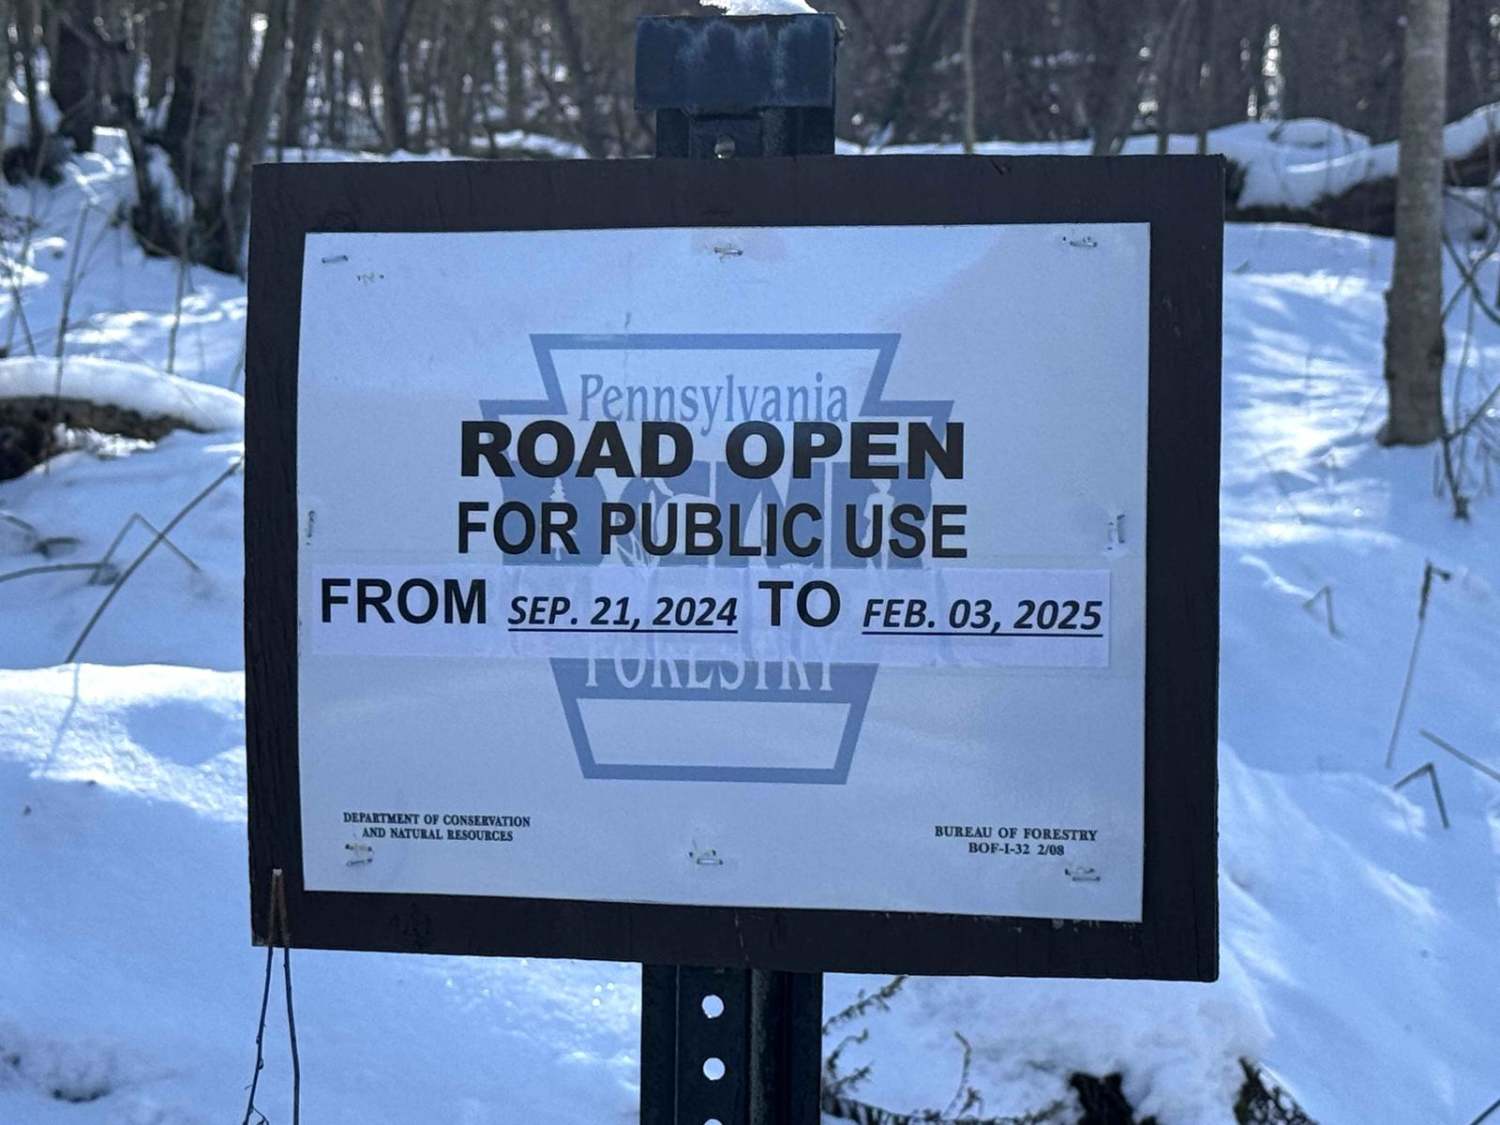 Pennsylvania
ROAD OPEN
FOR PUBLIC USE
FROM SEP. 21, 2024 TO FEB. 03, 2025
FORESTRY
DEPARTMENT OF CONSERVATION
AND NATURAL RESOURCES
BUREAU OF FORESTRY
BOF-I-32 2/08